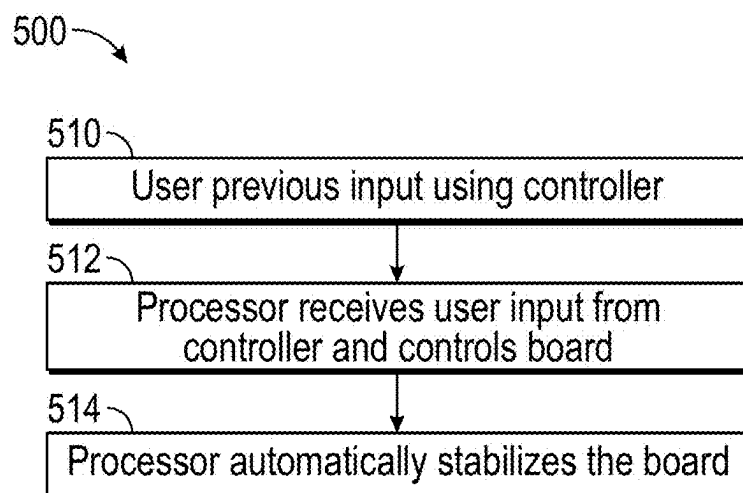 500
510
User previous input using controller
512
Processor receives user input from
controller and controls board
514
Processor automatically stabilizes the board